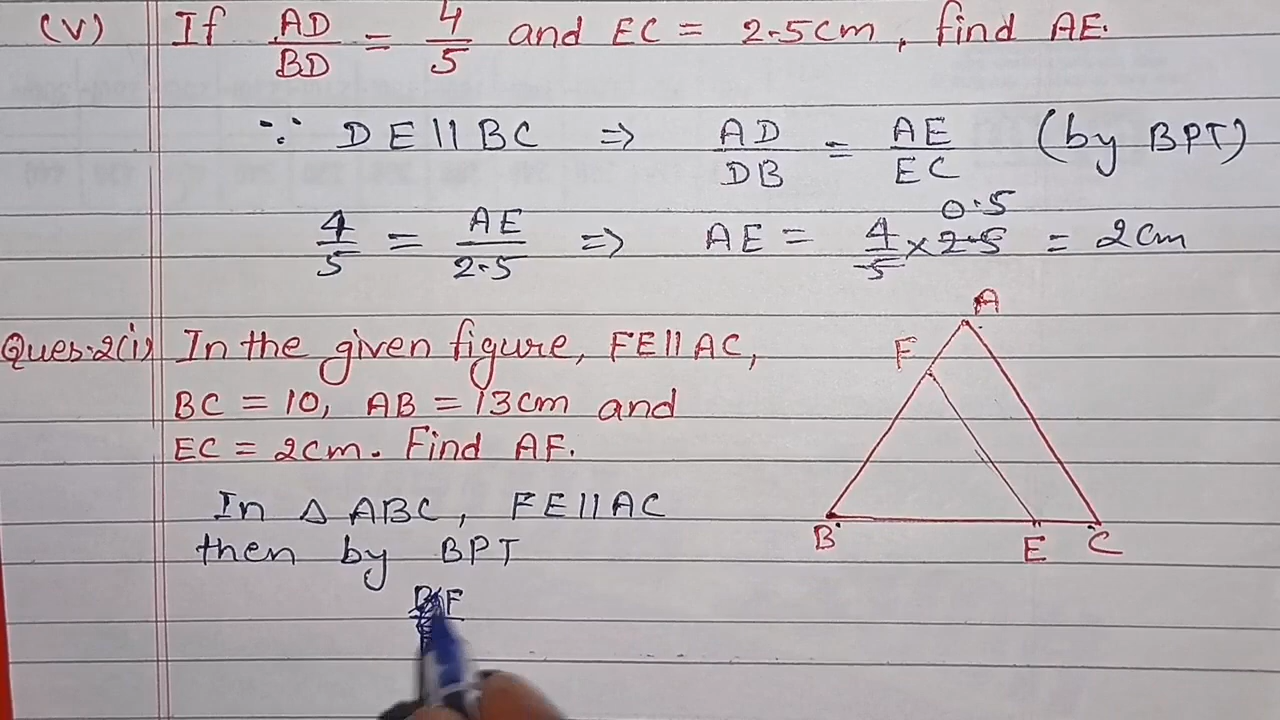 (V) If AD/BD = 4/5 and EC = 2.5cm, find AE.
∵ DE||BC ⇒ AD/DB = AE/EC (by BPT)
4/5 = AE/2.5 ⇒ AE = 4/5 × 2.5 0.5 = 2cm
Ques.2(i) In the given figure, FE||AC,
BC = 10, AB = 13cm and
EC = 2cm. Find AF.
In △ ABC, FE||AC
then by BPT
F
A
F
B
E
C